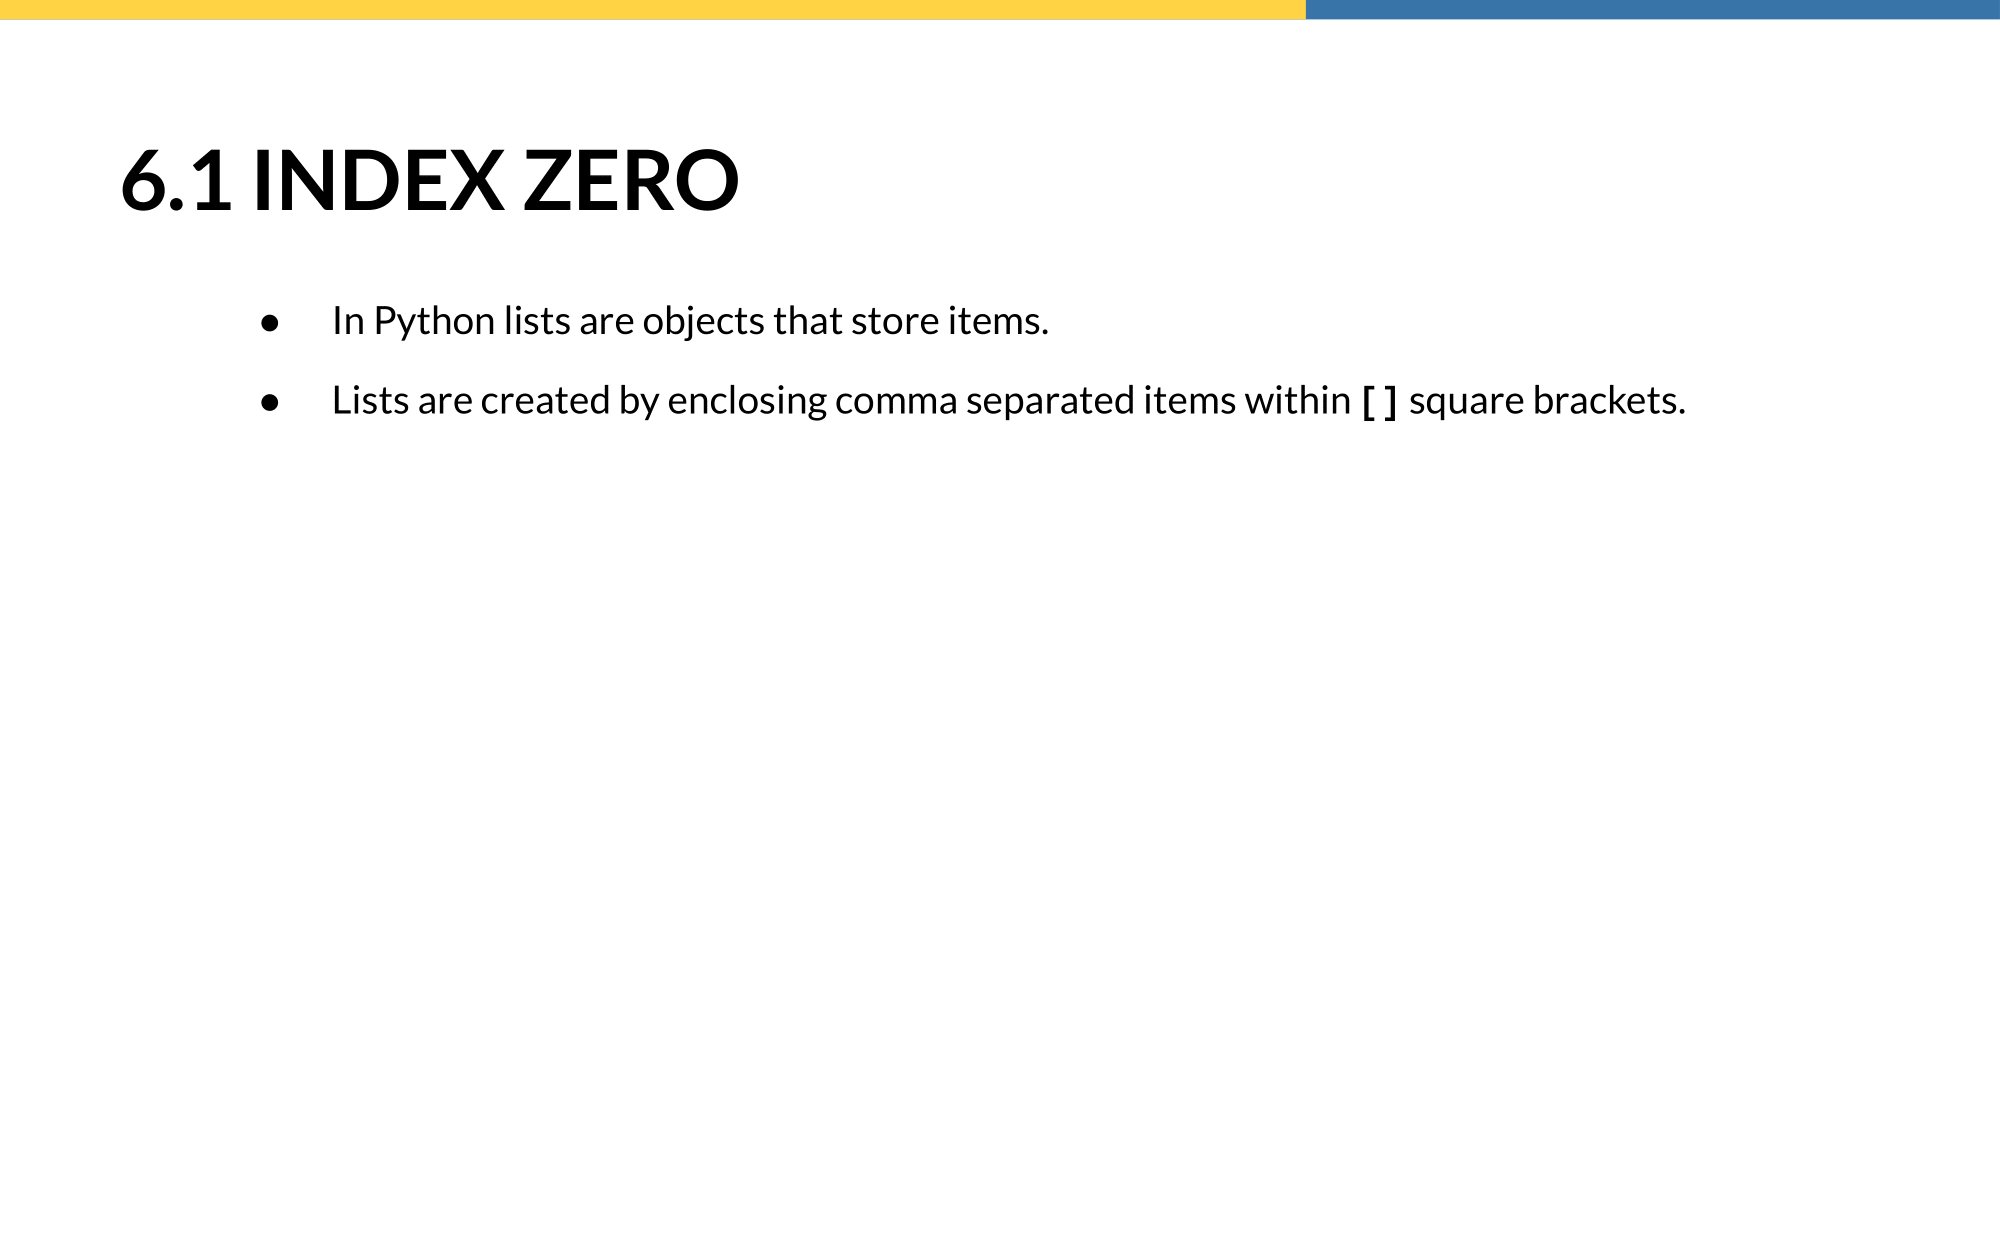 6.1 INDEX ZERO
● In Python lists are objects that store items.
● Lists are created by enclosing comma separated items within [ ] square brackets.